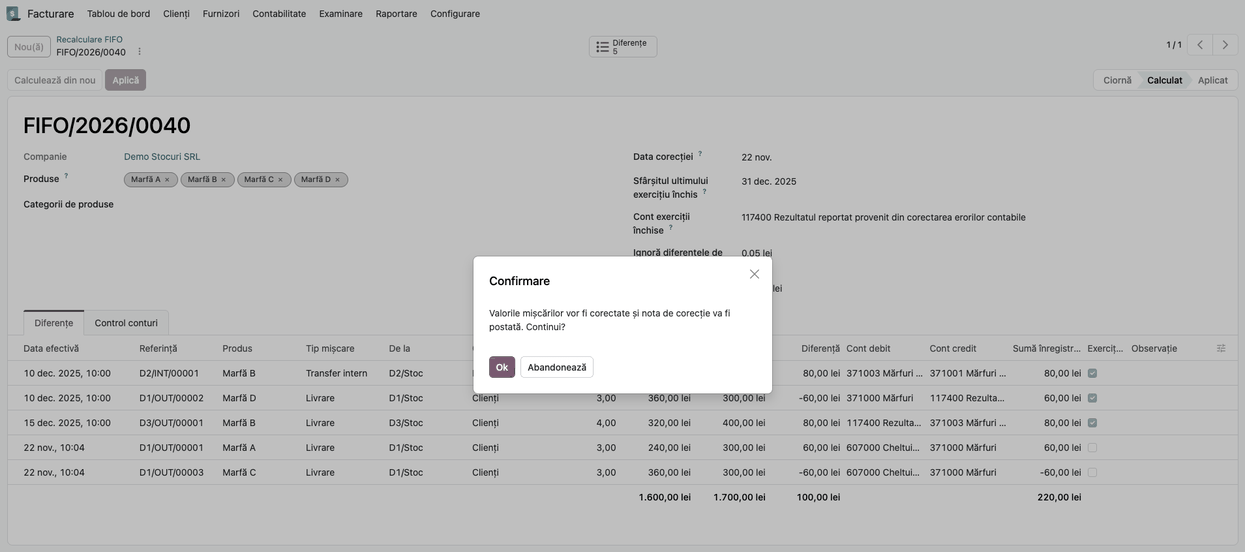 Facturare Tablou de bord Clienți Furnizori Contabilitate Examinare Raportare Configurare
Nou(ă)
Recalculare FIFO
FIFO/2026/0040
Diferențe
5
1 / 1
Calculează din nou Aplică
Ciornă Calculat Aplicat
FIFO/2026/0040
Companie Demo Stocuri SRL
Produse ? Marfă A × Marfă B × Marfă C × Marfă D ×
Categorii de produse
Data corecției ? 22 nov.
Sfârșitul ultimului
exercițiu închis ? 31 dec. 2025
Cont exerciții
închise ? 117400 Rezultatul reportat provenit din corectarea erorilor contabile
Ignoră diferențele de 0,05 lei
lei
Confirmare
Valorile mișcărilor vor fi corectate și nota de corecție va fi
postată. Continui?
Ok Abandonează
Diferențe Control conturi
Data efectivă Referință Produs Tip mișcare De la Diferență Cont debit Cont credit Sumă înregistr... Exerciț... Observație
10 dec. 2025, 10:00 D2/INT/00001 Marfă B Transfer intern D2/Stoc 80,00 lei 371003 Mărfuri ... 371001 Mărfuri ... 80,00 lei
10 dec. 2025, 10:00 D1/OUT/00002 Marfă D Livrare D1/Stoc Clienți 3,00 360,00 lei 300,00 lei -60,00 lei 371000 Mărfuri 117400 Rezulta... 60,00 lei
15 dec. 2025, 10:00 D3/OUT/00001 Marfă B Livrare D3/Stoc Clienți 4,00 320,00 lei 400,00 lei 80,00 lei 117400 Rezulta... 371003 Mărfuri ... 80,00 lei
22 nov., 10:04 D1/OUT/00001 Marfă A Livrare D1/Stoc Clienți 3,00 240,00 lei 300,00 lei 60,00 lei 607000 Cheltui... 371000 Mărfuri 60,00 lei
22 nov., 10:04 D1/OUT/00003 Marfă C Livrare D1/Stoc Clienți 3,00 360,00 lei 300,00 lei -60,00 lei 607000 Cheltui... 371000 Mărfuri -60,00 lei
1.600,00 lei 1.700,00 lei 100,00 lei 220,00 lei